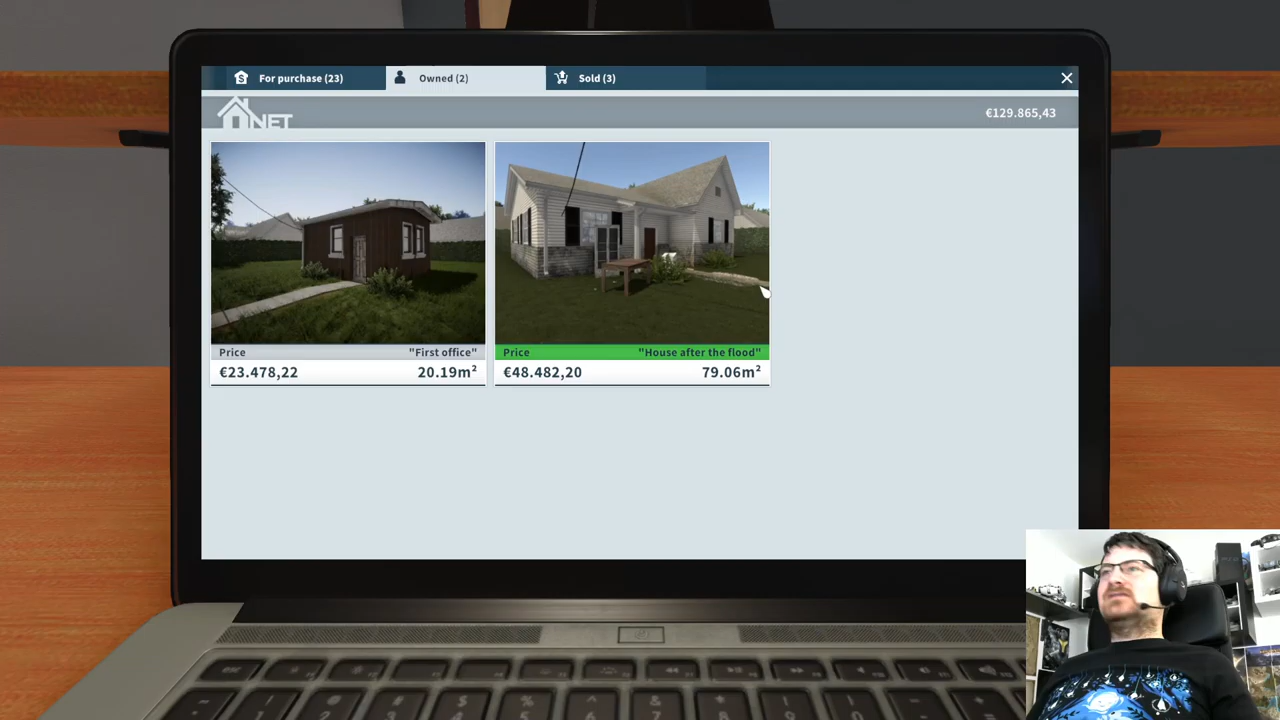 For purchase (23)
Owned (2)
Sold (3)
NET
€129.865,43
Price "First office"
€23.478,22 20.19m²
Price "House after the flood"
€48.482,20 79.06m²